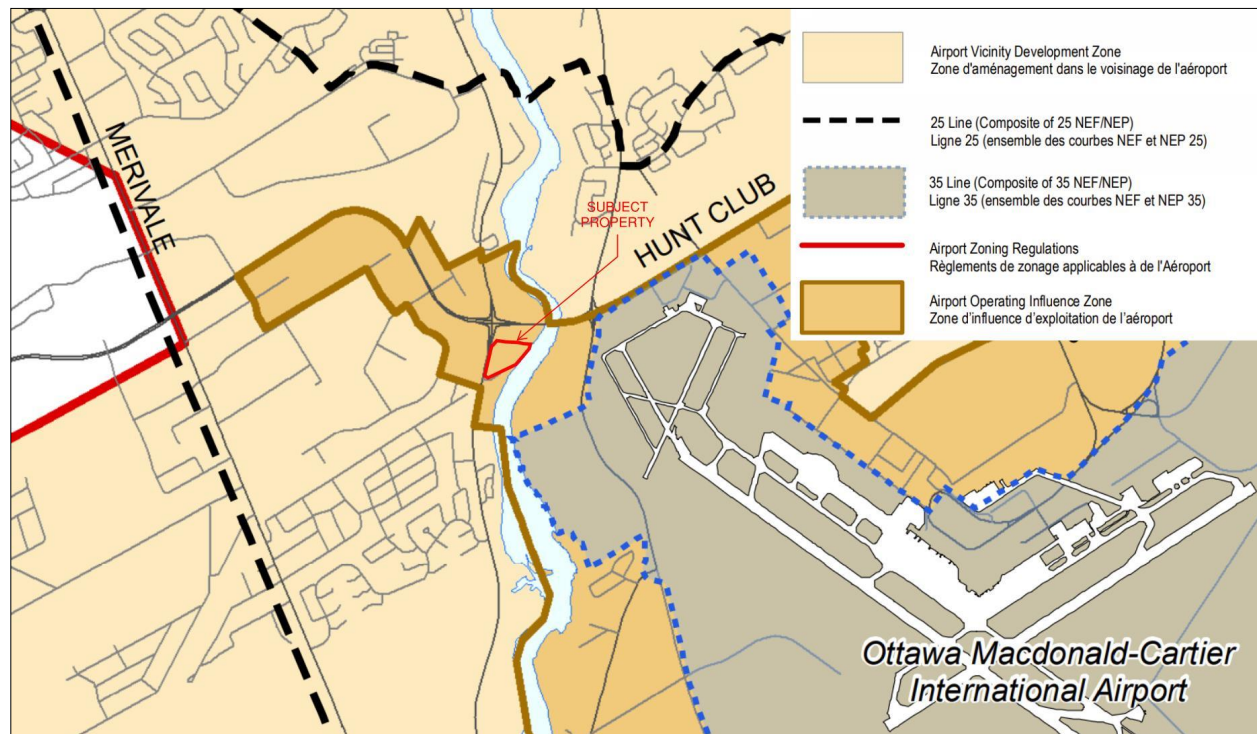 Airport Vicinity Development Zone
Zone d'aménagement dans le voisinage de l'aéroport
25 Line (Composite of 25 NEF/NEP)
Ligne 25 (ensemble des courbes NEF et NEP 25)
35 Line (Composite of 35 NEF/NEP)
Ligne 35 (ensemble des courbes NEF et NEP 35)
Airport Zoning Regulations
Règlements de zonage applicables à de l'Aéroport
Airport Operating Influence Zone
Zone d'influence d'exploitation de l'aéroport
MERIVALE
SUBJECT
PROPERTY
HUNT CLUB
Ottawa Macdonald-Cartier
International Airport